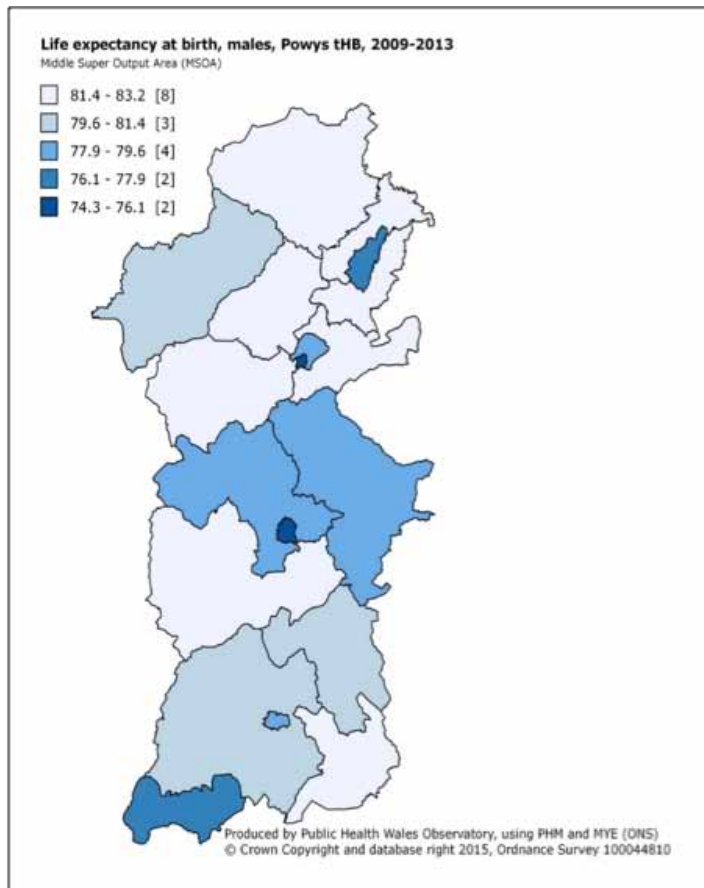 Life expectancy at birth, males, Powys tHB, 2009-2013
Middle Super Output Area (MSOA)
81.4 - 83.2 [8]
79.6 - 81.4 [3]
77.9 - 79.6 [4]
76.1 - 77.9 [2]
74.3 - 76.1 [2]
Produced by Public Health Wales Observatory, using PHM and MYE (ONS)
© Crown Copyright and database right 2015, Ordnance Survey 100044810